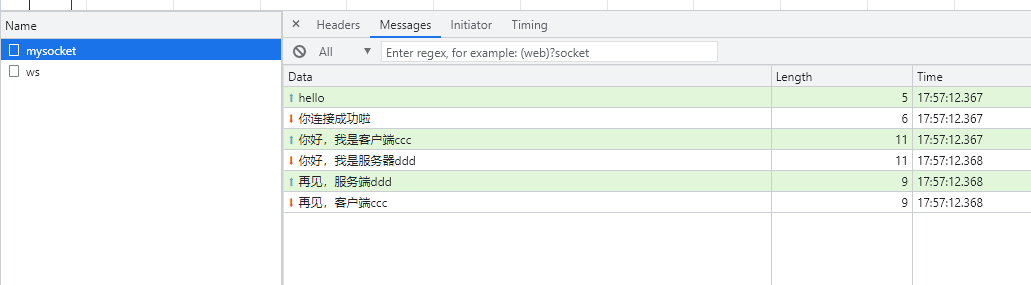 Name
mysocket
ws
× Headers Messages Initiator Timing
All Enter regex, for example: (web)?socket
Data Length Time
hello 5 17:57:12.367
你连接成功啦 6 17:57:12.367
你好，我是客户端ccc 11 17:57:12.367
你好，我是服务器ddd 11 17:57:12.368
再见，服务端ddd 9 17:57:12.368
再见，客户端ccc 9 17:57:12.368